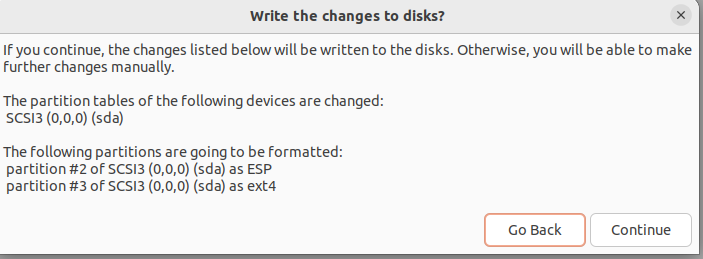 Write the changes to disks?
If you continue, the changes listed below will be written to the disks. Otherwise, you will be able to make
further changes manually.
The partition tables of the following devices are changed:
SCSI3 (0,0,0) (sda)
The following partitions are going to be formatted:
partition #2 of SCSI3 (0,0,0) (sda) as ESP
partition #3 of SCSI3 (0,0,0) (sda) as ext4
Go Back
Continue